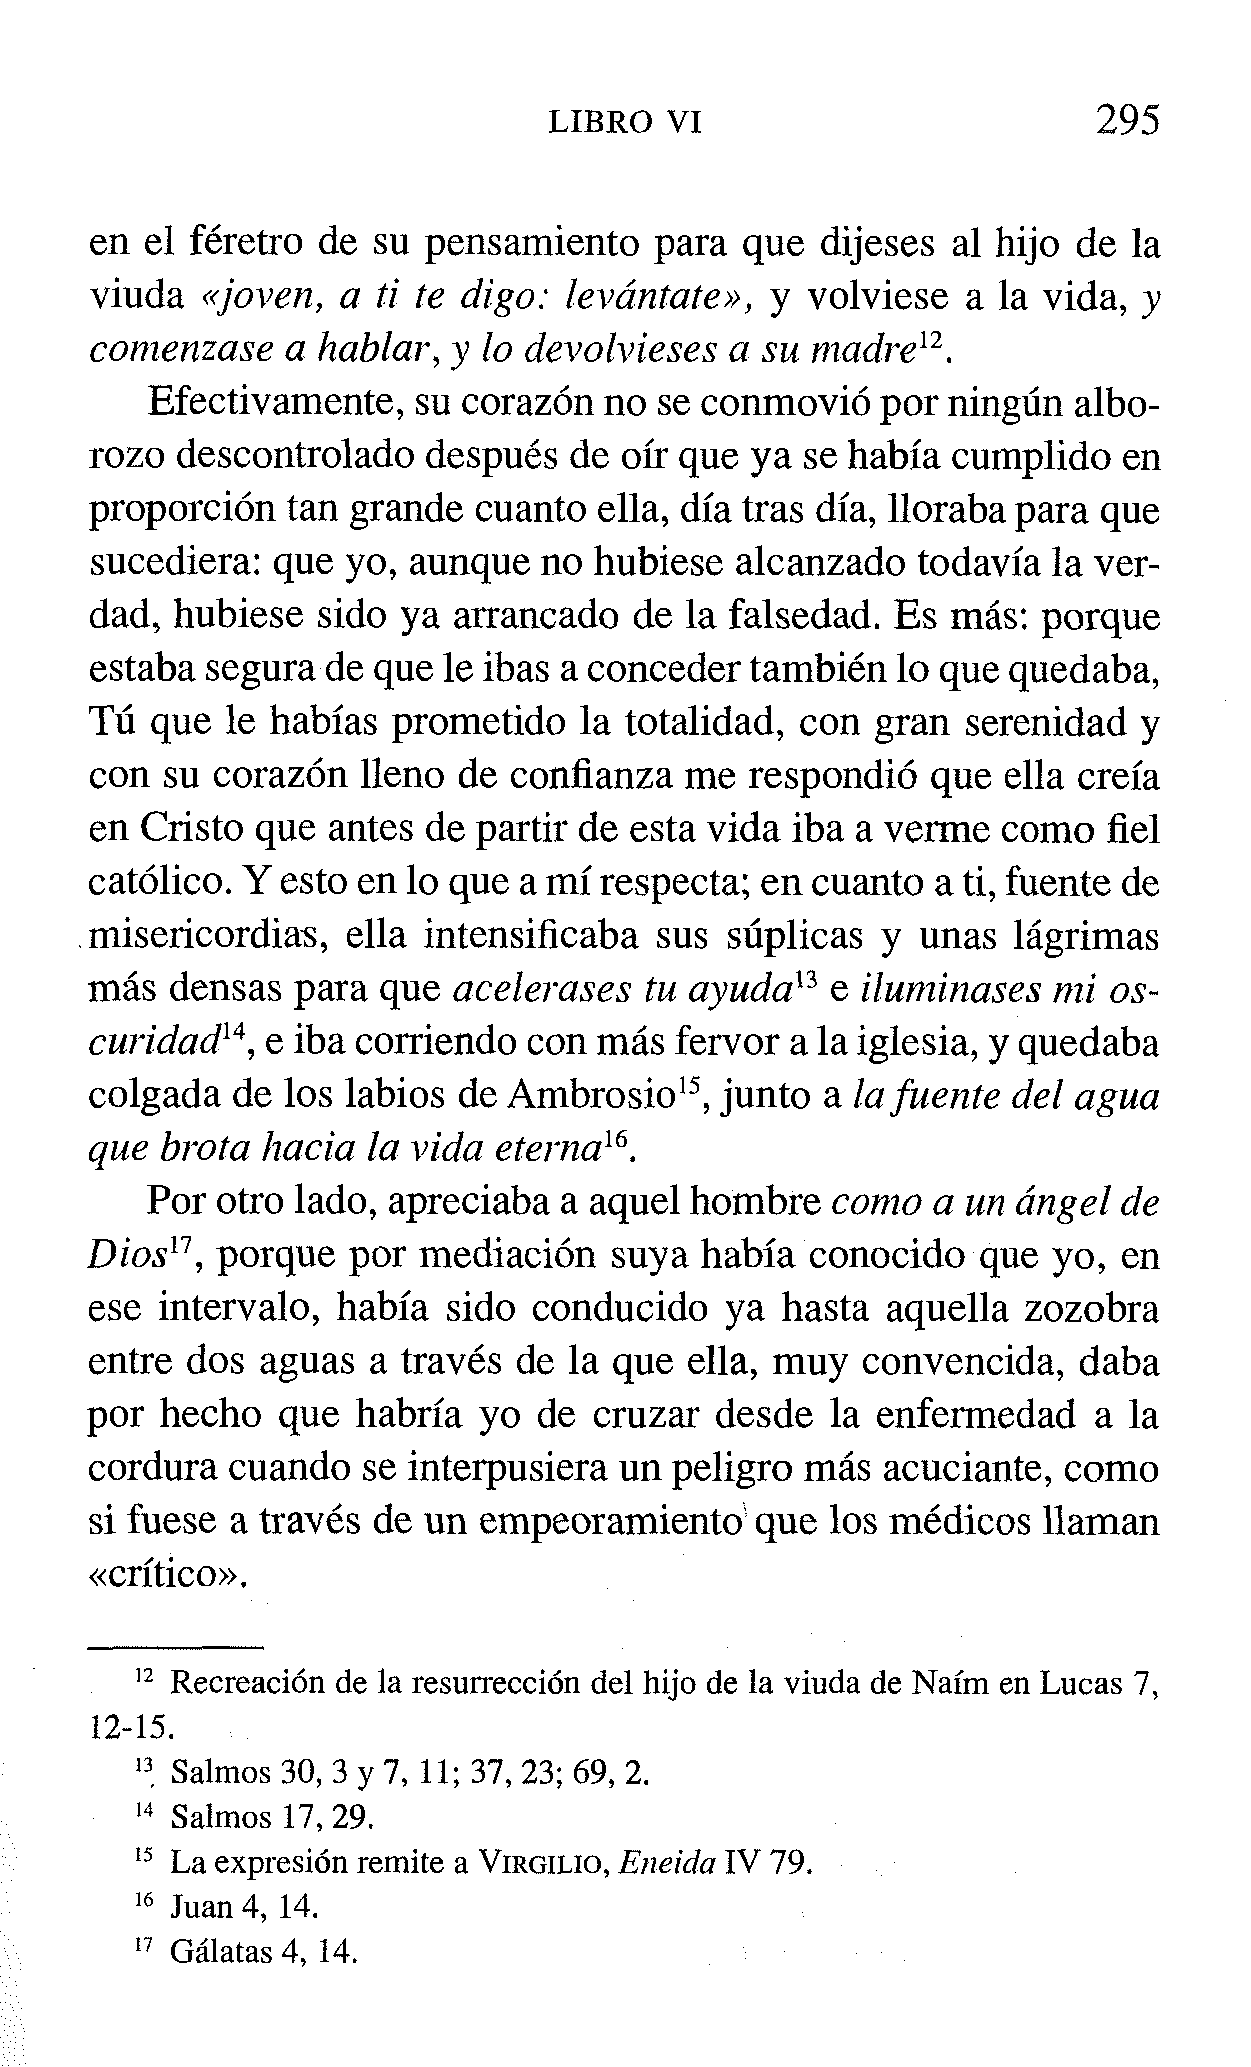 LIBRO VI 295
en el féretro de su pensamiento para que dijeses al hijo de la
viuda «joven, a ti te digo: levántate», y volviese a la vida, y
comenzase a hablar, y lo devolvieses a su madre¹².
Efectivamente, su corazón no se conmovió por ningún albo-
rozo descontrolado después de oír que ya se había cumplido en
proporción tan grande cuanto ella, día tras día, lloraba para que
sucediera: que yo, aunque no hubiese alcanzado todavía la ver-
dad, hubiese sido ya arrancado de la falsedad. Es más: porque
estaba segura de que le ibas a conceder también lo que quedaba,
Tú que le habías prometido la totalidad, con gran serenidad y
con su corazón lleno de confianza me respondió que ella creía
en Cristo que antes de partir de esta vida iba a verme como fiel
católico. Y esto en lo que a mí respecta; en cuanto a ti, fuente de
misericordias, ella intensificaba sus súplicas y unas lágrimas
más densas para que acelerases tu ayuda¹³ e iluminases mi os-
curidad¹⁴, e iba corriendo con más fervor a la iglesia, y quedaba
colgada de los labios de Ambrosio¹⁵, junto a la fuente del agua
que brota hacia la vida eterna¹⁶.
Por otro lado, apreciaba a aquel hombre como a un ángel de
Dios¹⁷, porque por mediación suya había conocido que yo, en
ese intervalo, había sido conducido ya hasta aquella zozobra
entre dos aguas a través de la que ella, muy convencida, daba
por hecho que habría yo de cruzar desde la enfermedad a la
cordura cuando se interpusiera un peligro más acuciante, como
si fuese a través de un empeoramiento que los médicos llaman
«crítico».
¹² Recreación de la resurrección del hijo de la viuda de Naím en Lucas 7,
12-15.
¹³ Salmos 30, 3 y 7, 11; 37, 23; 69, 2.
¹⁴ Salmos 17, 29.
¹⁵ La expresión remite a VIRGILIO, Eneida IV 79.
¹⁶ Juan 4, 14.
¹⁷ Gálatas 4, 14.